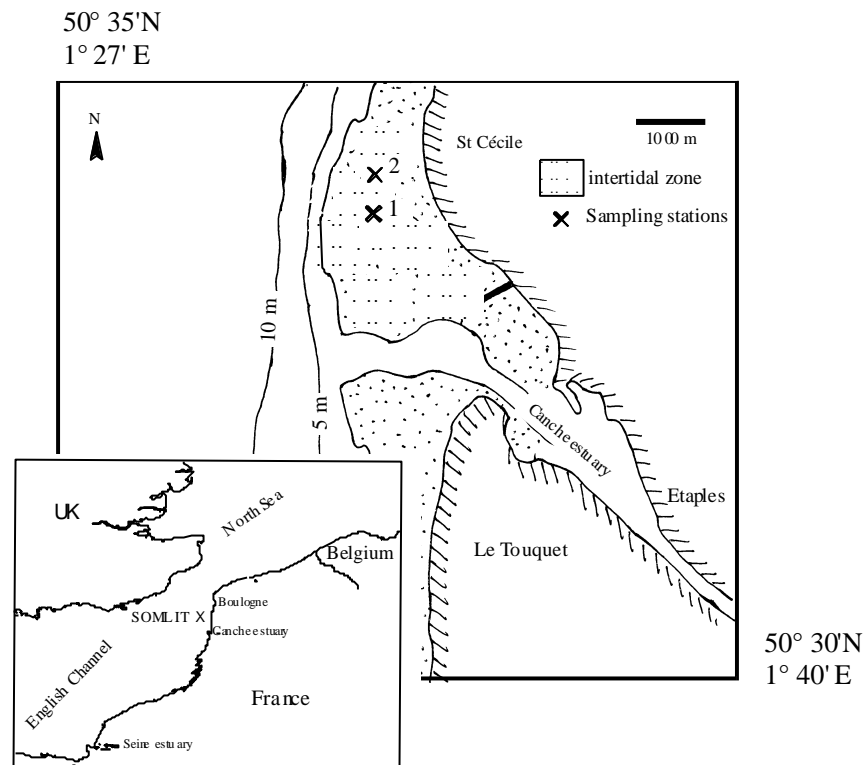 50° 35'N
1° 27' E
N
1000 m
St Cécile
intertidal zone
2
1
Sampling stations
10 m
5 m
Canche estuary
Etaples
Le Touquet
50° 30'N
1° 40' E
UK
North Sea
Belgium
Boulogne
SOMLIT X
Canche estuary
English Channel
France
Seine estuary